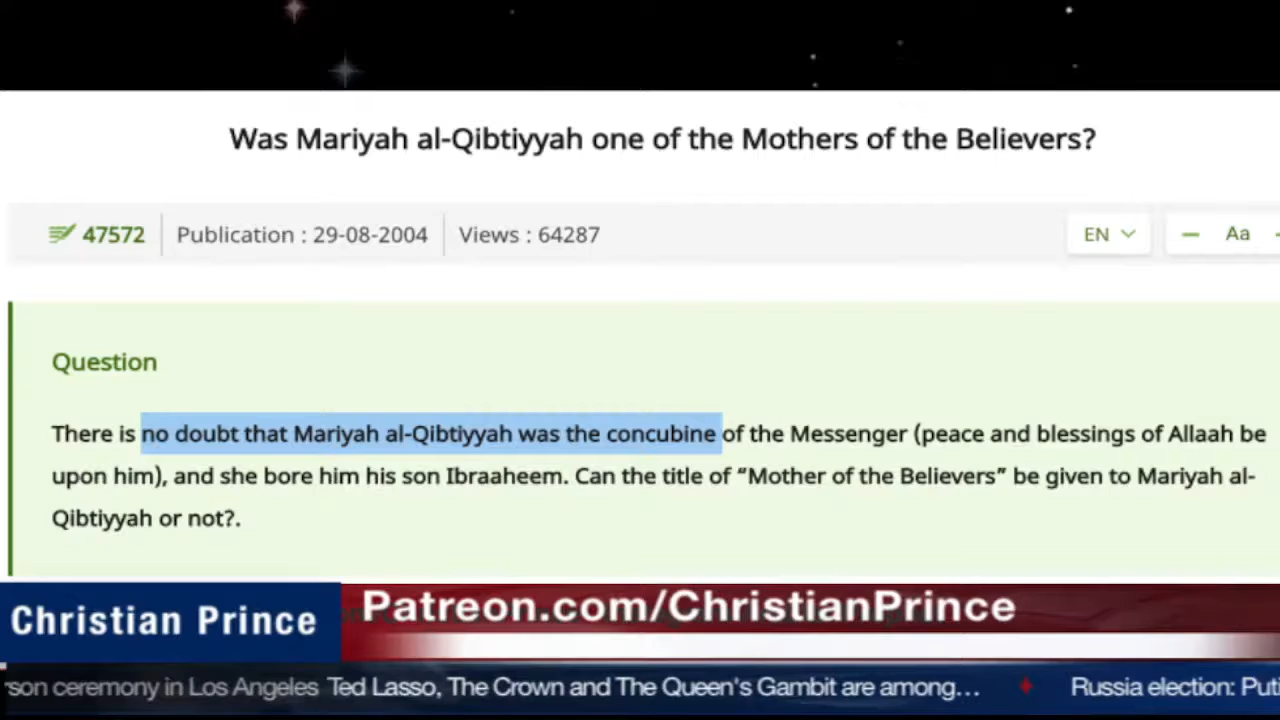 Was Mariyah al-Qibtiyyah one of the Mothers of the Believers?
47572 Publication : 29-08-2004 Views : 64287 EN Aa
Question
There is no doubt that Mariyah al-Qibtiyyah was the concubine of the Messenger (peace and blessings of Allaah be
upon him), and she bore him his son Ibraaheem. Can the title of “Mother of the Believers” be given to Mariyah al-
Qibtiyyah or not?.
Christian Prince
Patreon.com/ChristianPrince
son ceremony in Los Angeles Ted Lasso, The Crown and The Queen's Gambit are among... Russia election: Puti